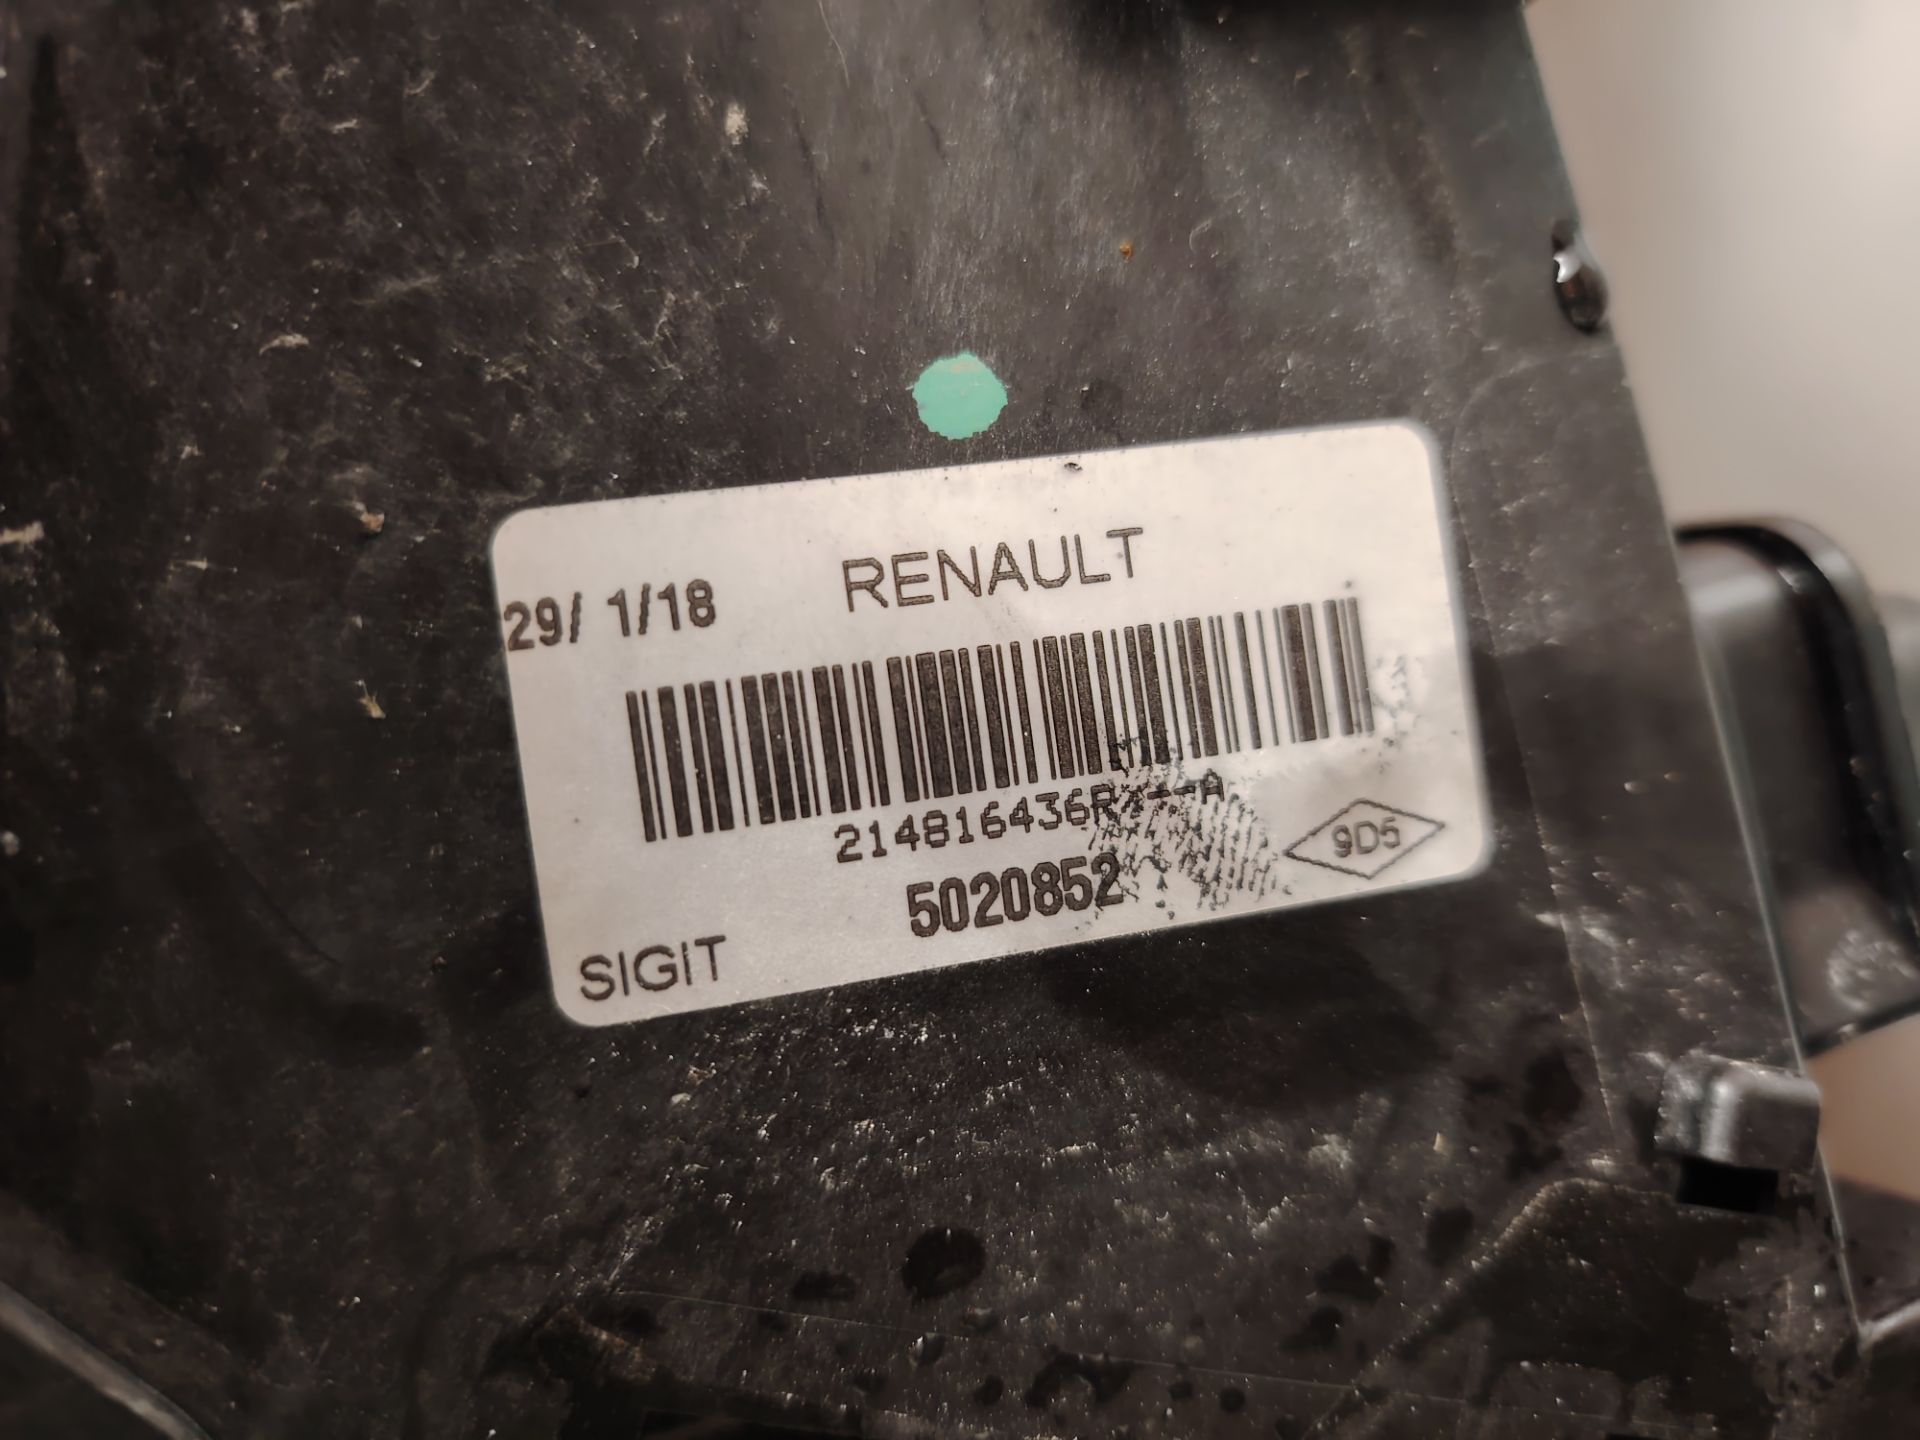 RENAULT
29/ 1/18
214816436R---A
5020852
9D5
SIGIT